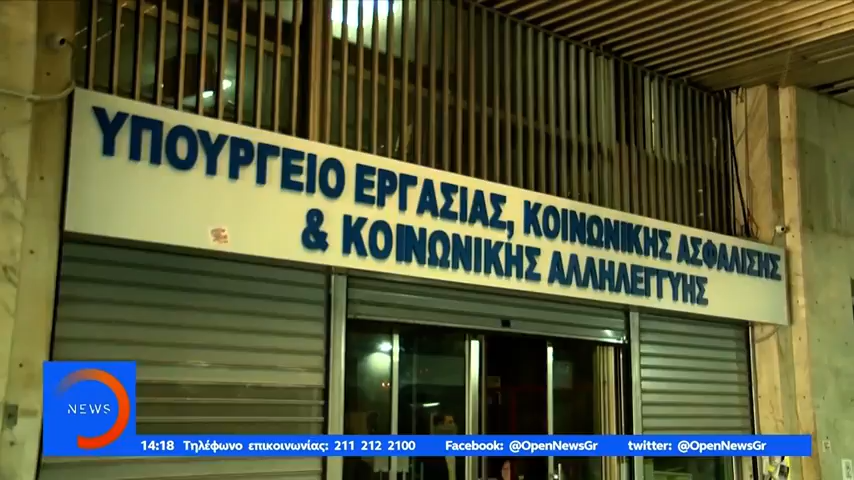 ΥΠΟΥΡΓΕΙΟ ΕΡΓΑΣΙΑΣ, ΚΟΙΝΩΝΙΚΗΣ ΑΣΦΑΛΙΣΗΣ
& ΚΟΙΝΩΝΙΚΗΣ ΑΛΛΗΛΕΓΓΥΗΣ
NEWS
14:18 Τηλέφωνο επικοινωνίας: 211 212 2100 Facebook: @OpenNewsGr twitter: @OpenNewsGr